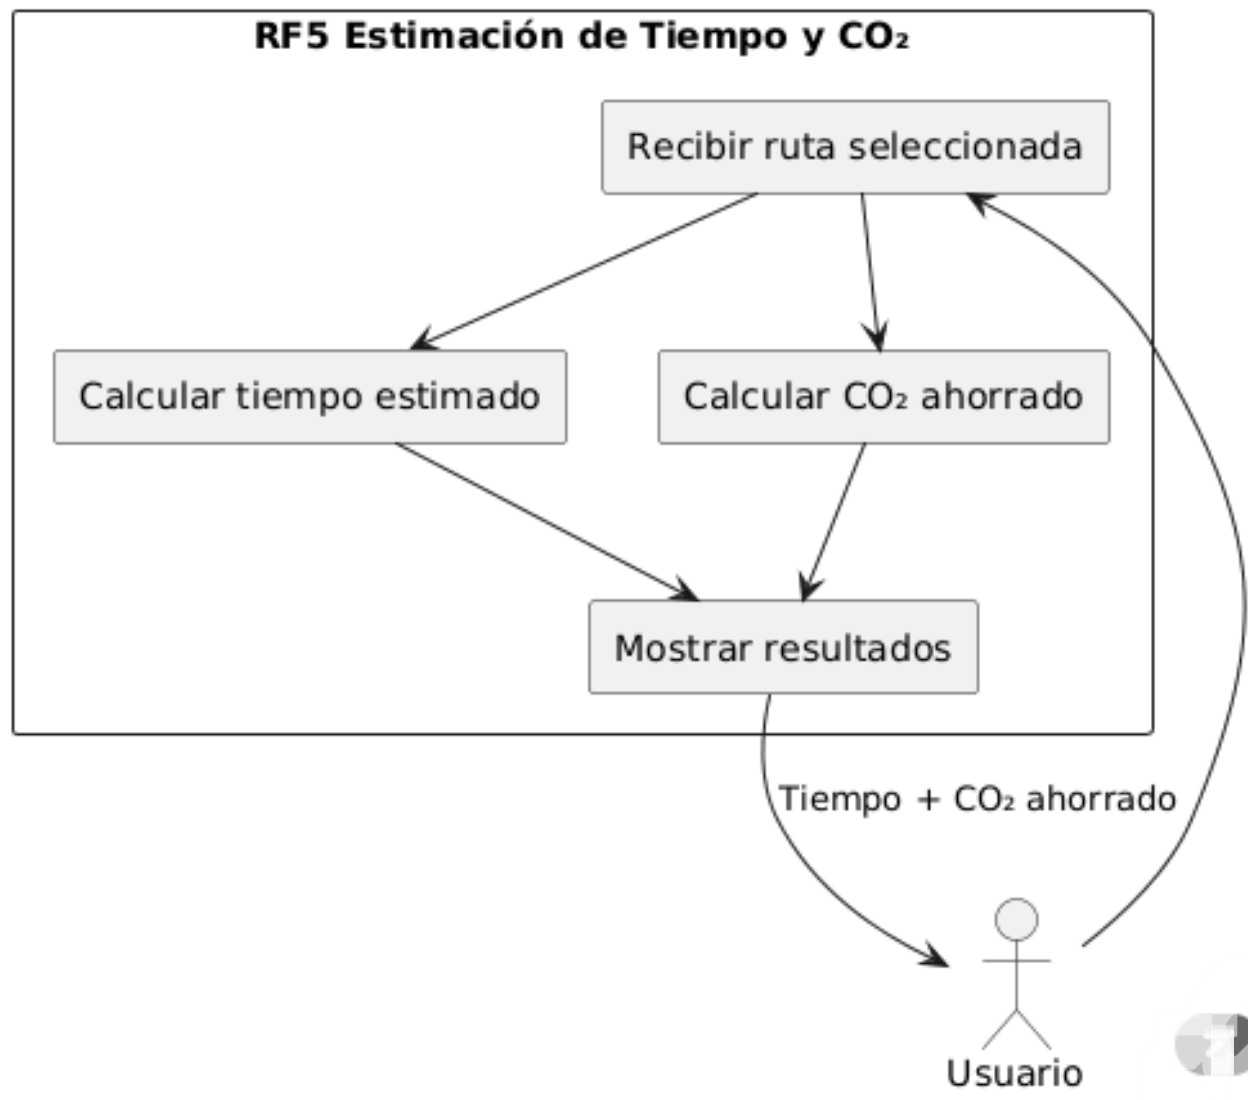 RF5 Estimación de Tiempo y CO₂
Recibir ruta seleccionada
Calcular tiempo estimado
Calcular CO₂ ahorrado
Mostrar resultados
Tiempo + CO₂ ahorrado
Usuario